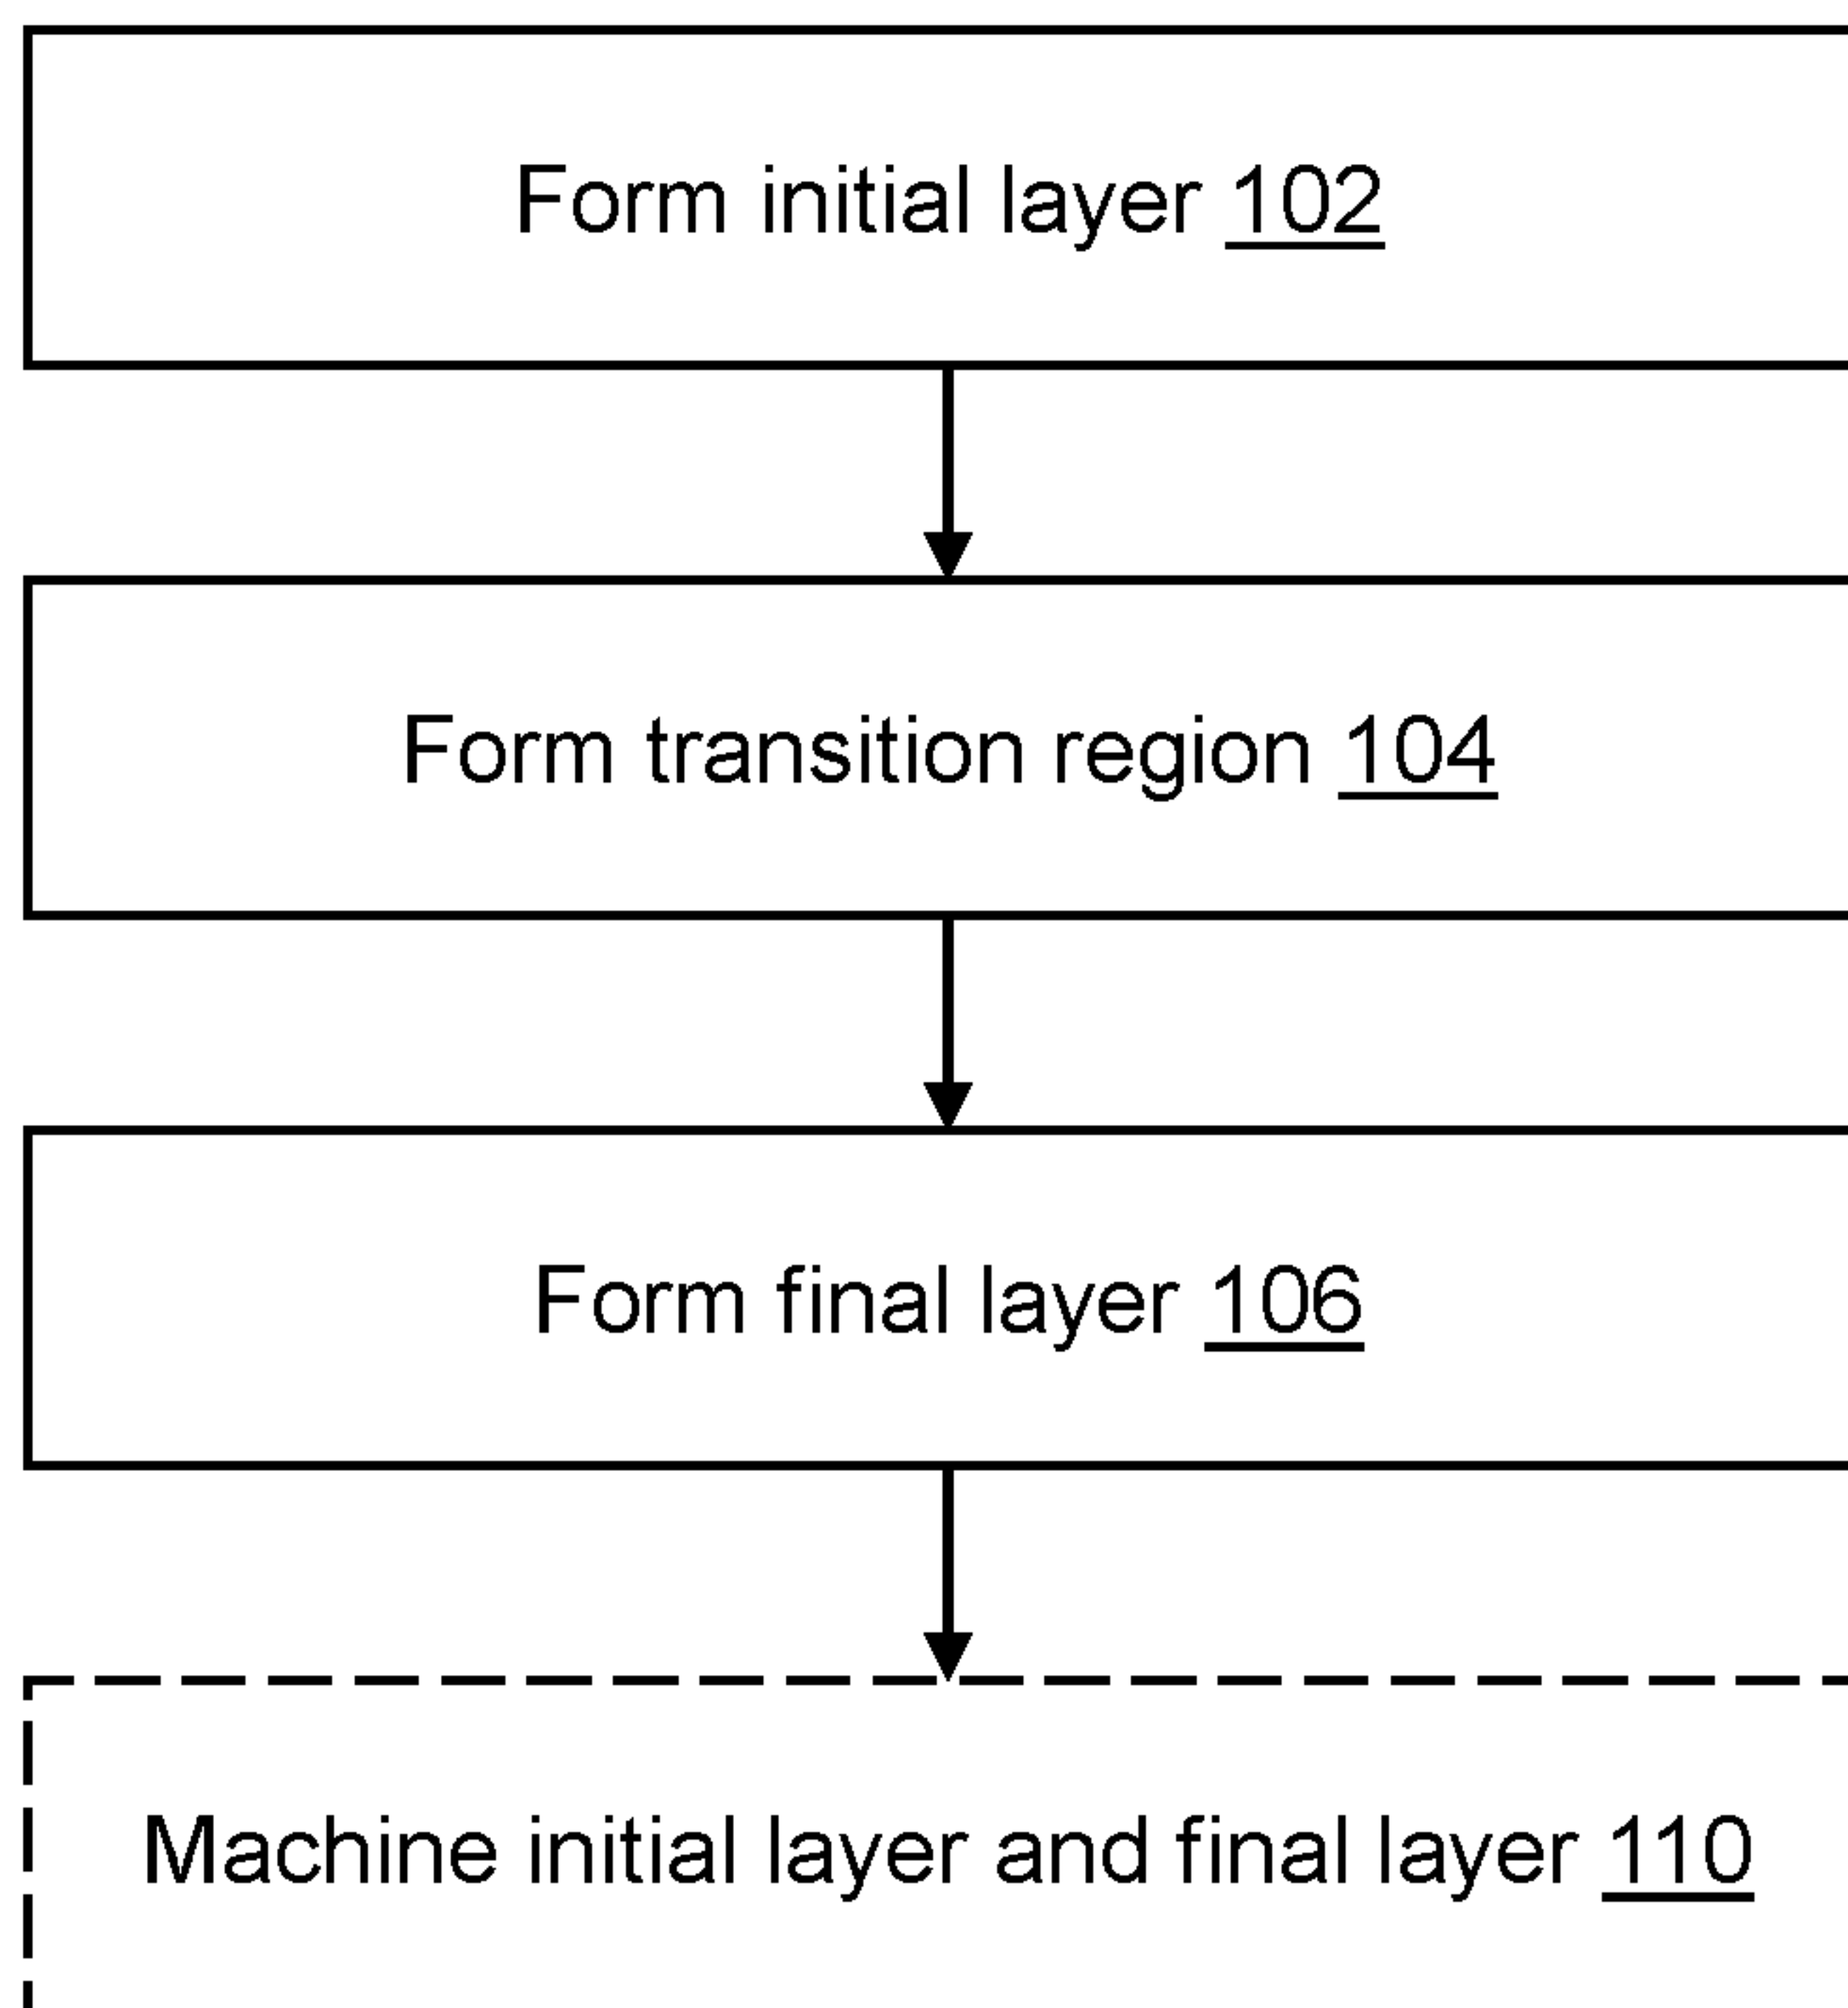 Form initial layer 102
Form transition region 104
Form final layer 106
Machine initial layer and final layer 110